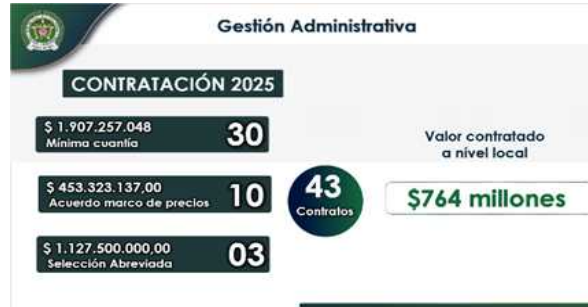 Gestión Administrativa
CONTRATACIÓN 2025
$ 1.907.257.048
Mínima cuantía
30
$ 453.323.137,00
Acuerdo marco de precios
10
$ 1.127.500.000,00
Selección Abreviada
03
43
Contratos
Valor contratado
a nivel local
$764 millones